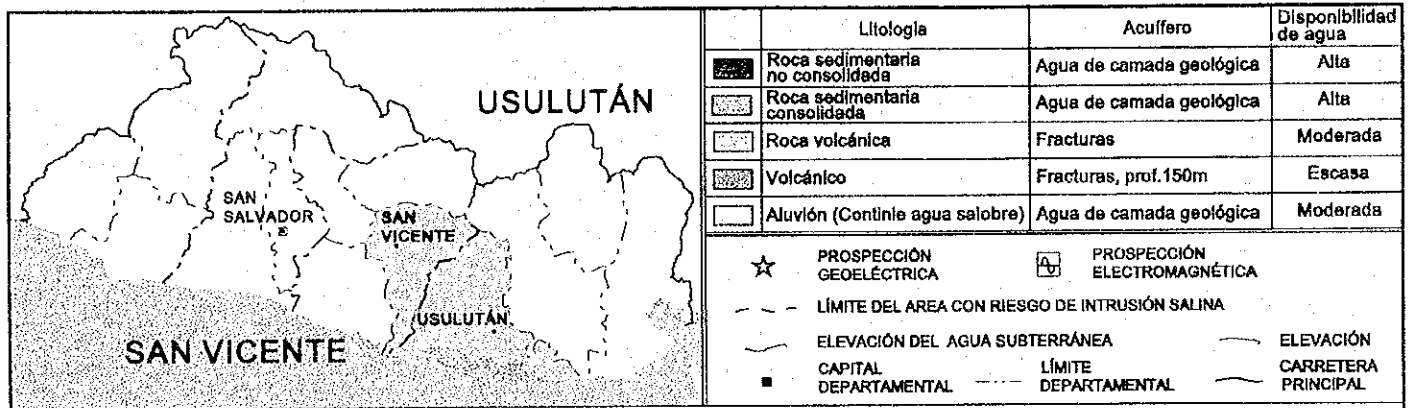 USULUTÁN
SAN
SALVADOR
SAN
VICENTE
USULUTÁN
SAN VICENTE
Litología Acuífero Disponibilidad
de agua
Roca sedimentaria
no consolidada Agua de camada geológica Alta
Roca sedimentaria
consolidada Agua de camada geológica Alta
Roca volcánica Fracturas Moderada
Volcánico Fracturas, prof.150m Escasa
Aluvión (Continie agua salobre) Agua de camada geológica Moderada
PROSPECCIÓN
GEOELÉCTRICA
PROSPECCIÓN
ELECTROMAGNÉTICA
LÍMITE DEL AREA CON RIESGO DE INTRUSIÓN SALINA
ELEVACIÓN DEL AGUA SUBTERRÁNEA ELEVACIÓN
CAPITAL
DEPARTAMENTAL
LÍMITE
DEPARTAMENTAL
CARRETERA
PRINCIPAL